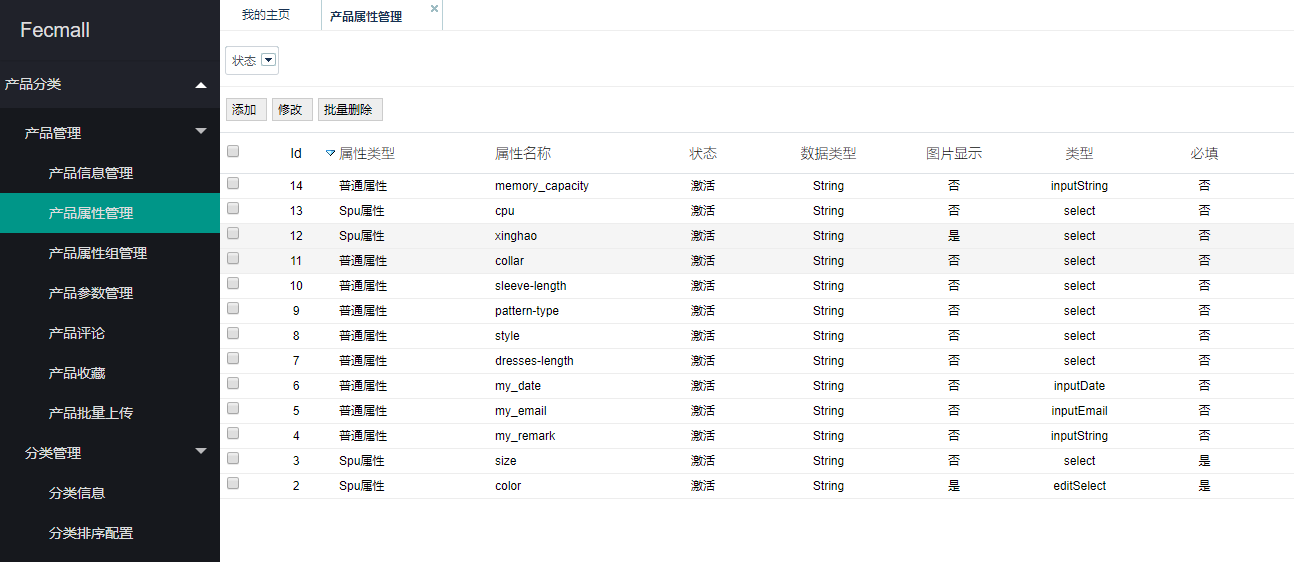 Fecmall
产品分类
产品管理
产品信息管理
产品属性管理
产品属性组管理
产品参数管理
产品评论
产品收藏
产品批量上传
分类管理
分类信息
分类排序配置
我的主页 产品属性管理
状态
添加 修改 批量删除
Id 属性类型 属性名称 状态 数据类型 图片显示 类型 必填
14 普通属性 memory_capacity 激活 String 否 inputString 否
13 Spu属性 cpu 激活 String 否 select 否
12 Spu属性 xinghao 激活 String 是 select 否
11 普通属性 collar 激活 String 否 select 否
10 普通属性 sleeve-length 激活 String 否 select 否
9 普通属性 pattern-type 激活 String 否 select 否
8 普通属性 style 激活 String 否 select 否
7 普通属性 dresses-length 激活 String 否 select 否
6 普通属性 my_date 激活 String 否 inputDate 否
5 普通属性 my_email 激活 String 否 inputEmail 否
4 普通属性 my_remark 激活 String 否 inputString 否
3 Spu属性 size 激活 String 否 select 是
2 Spu属性 color 激活 String 是 editSelect 是